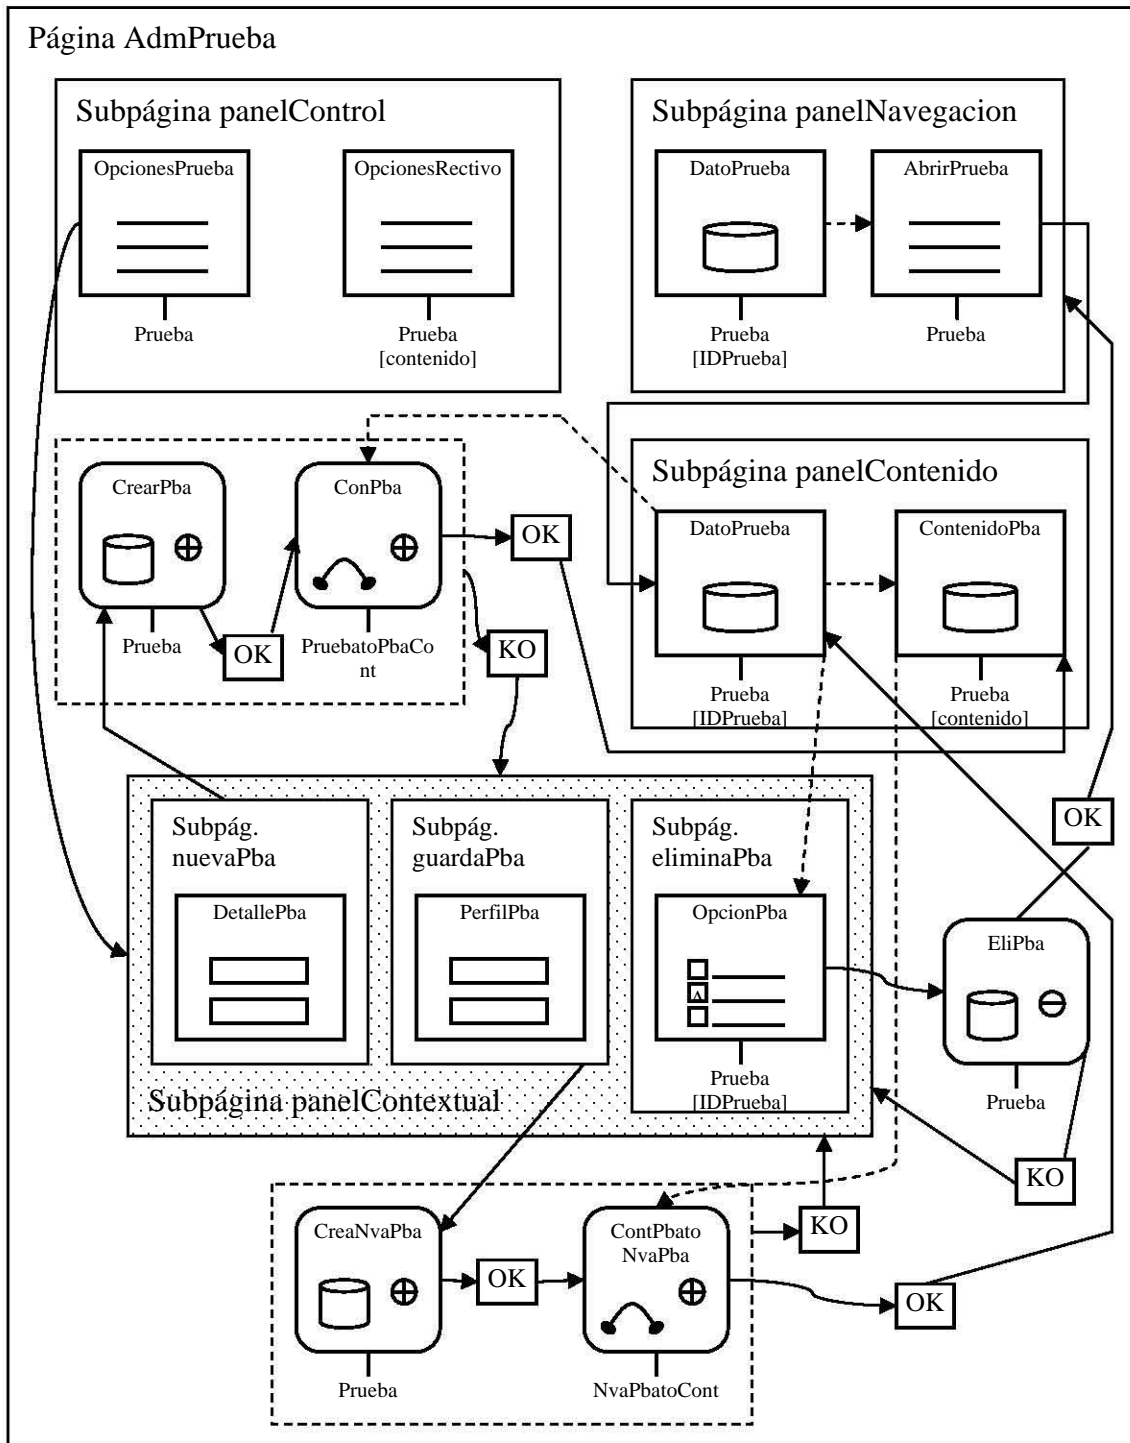 Página AdmPrueba
Subpágina panelControl
OpcionesPrueba
Prueba
OpcionesRectivo
Prueba
[contenido]
Subpágina panelNavegacion
DatoPrueba
Prueba
[IDPrueba]
AbrirPrueba
Prueba
CrearPba
Prueba
OK
ConPba
PruebatoPbaCo
nt
OK
KO
Subpágina panelContenido
DatoPrueba
Prueba
[IDPrueba]
ContenidoPba
Prueba
[contenido]
OK
Subpág.
nuevaPba
DetallePba
Subpág.
guardaPba
PerfilPba
Subpág.
eliminaPba
OpcionPba
Prueba
[IDPrueba]
Subpágina panelContextual
EliPba
Prueba
KO
CreaNvaPba
Prueba
OK
ContPbato
NvaPba
NvaPbatoCont
KO
OK